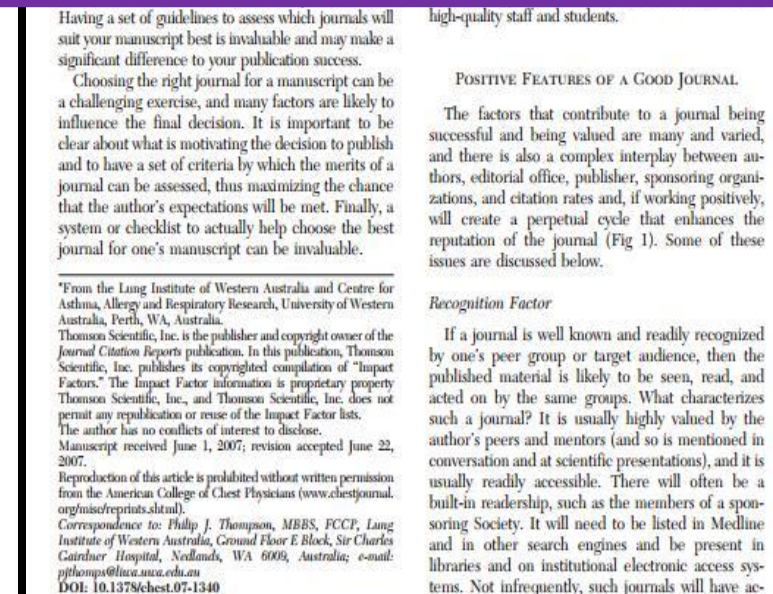 Having a set of guidelines to assess which journals will
suit your manuscript best is invaluable and may make a
significant difference to your publication success.
Choosing the right journal for a manuscript can be
a challenging exercise, and many factors are likely to
influence the final decision. It is important to be
clear about what is motivating the decision to publish
and to have a set of criteria by which the merits of a
journal can be assessed, thus maximizing the chance
that the author's expectations will be met. Finally, a
system or checklist to actually help choose the best
journal for one's manuscript can be invaluable.
*From the Lung Institute of Western Australia and Centre for
Asthma, Allergy and Respiratory Research, University of Western
Australia, Perth, WA, Australia.
Thomson Scientific, Inc. is the publisher and copyright owner of the
Journal Citation Reports publication. In this publication, Thomson
Scientific, Inc. publishes its copyrighted compilation of "Impact
Factors." The Impact Factor information is proprietary property
Thomson Scientific, Inc., and Thomson Scientific, Inc. does not
permit any republication or reuse of the Impact Factor lists.
The author has no conflicts of interest to disclose.
Manuscript received June 1, 2007; revision accepted June 22,
2007.
Reproduction of this article is prohibited without written permission
from the American College of Chest Physicians (www.chestjournal.
org/misc/reprints.shtml).
Correspondence to: Philip J. Thompson, MBBS, FCCP, Lung
Institute of Western Australia, Ground Floor E Block, Sir Charles
Gairdner Hospital, Nedlands, WA 6009, Australia; e-mail:
pjthomps@liwa.uwa.edu.au
DOI: 10.1378/chest.07-1340
high-quality staff and students.
POSITIVE FEATURES OF A GOOD JOURNAL
The factors that contribute to a journal being
successful and being valued are many and varied,
and there is also a complex interplay between au-
thors, editorial office, publisher, sponsoring organi-
zations, and citation rates and, if working positively,
will create a perpetual cycle that enhances the
reputation of the journal (Fig 1). Some of these
issues are discussed below.
Recognition Factor
If a journal is well known and readily recognized
by one's peer group or target audience, then the
published material is likely to be seen, read, and
acted on by the same groups. What characterizes
such a journal? It is usually highly valued by the
author's peers and mentors (and so is mentioned in
conversation and at scientific presentations), and it is
usually readily accessible. There will often be a
built-in readership, such as the members of a spon-
soring Society. It will need to be listed in Medline
and in other search engines and be present in
libraries and on institutional electronic access sys-
tems. Not infrequently, such journals will have ac-